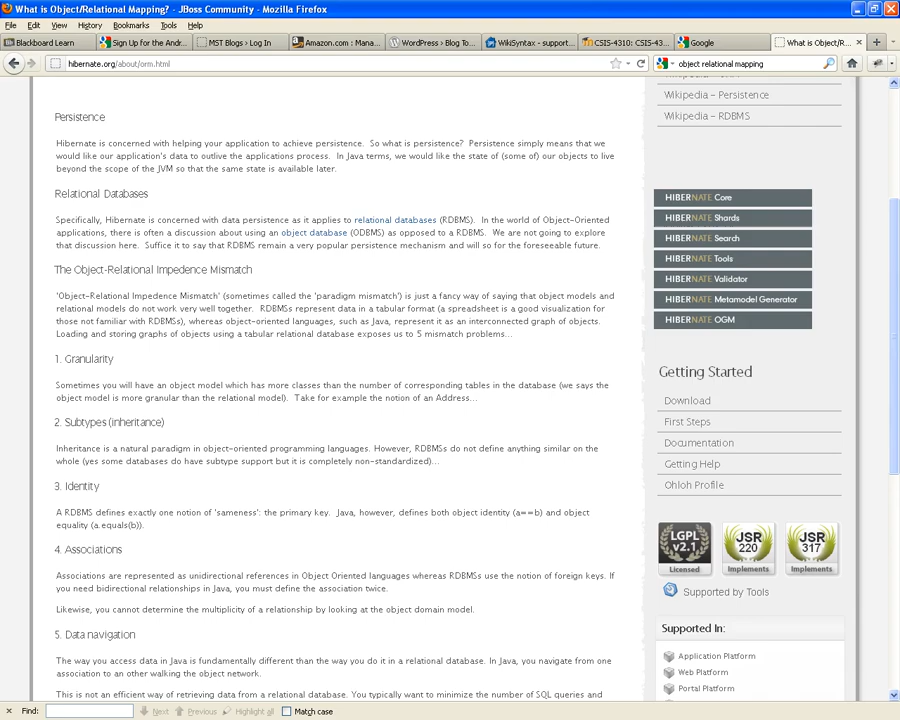 What is Object/Relational Mapping? - JBoss Community - Mozilla Firefox
File Edit View History Bookmarks Tools Help
Blackboard Learn
Sign Up for the Andr...
MST Blogs › Log In
Amazon.com : Mana...
WordPress › Blog To...
WikiSyntax - support...
CSIS-4310: CSIS-43...
Google
What is Object/R...
hibernate.org/about/orm.html
object relational mapping
Wikipedia – Persistence
Wikipedia – RDBMS
Persistence
Hibernate is concerned with helping your application to achieve persistence. So what is persistence? Persistence simply means that we
would like our application's data to outlive the applications process. In Java terms, we would like the state of (some of) our objects to live
beyond the scope of the JVM so that the same state is available later.
Relational Databases
Specifically, Hibernate is concerned with data persistence as it applies to relational databases (RDBMS). In the world of Object-Oriented
applications, there is often a discussion about using an object database (ODBMS) as opposed to a RDBMS. We are not going to explore
that discussion here. Suffice it to say that RDBMS remain a very popular persistence mechanism and will so for the foreseeable future.
The Object-Relational Impedence Mismatch
'Object-Relational Impedence Mismatch' (sometimes called the 'paradigm mismatch') is just a fancy way of saying that object models and
relational models do not work very well together. RDBMSs represent data in a tabular format (a spreadsheet is a good visualization for
those not familiar with RDBMSs), whereas object-oriented languages, such as Java, represent it as an interconnected graph of objects.
Loading and storing graphs of objects using a tabular relational database exposes us to 5 mismatch problems...
1. Granularity
Sometimes you will have an object model which has more classes than the number of corresponding tables in the database (we says the
object model is more granular than the relational model). Take for example the notion of an Address...
2. Subtypes (inheritance)
Inheritance is a natural paradigm in object-oriented programming languages. However, RDBMSs do not define anything similar on the
whole (yes some databases do have subtype support but it is completely non-standardized)...
3. Identity
A RDBMS defines exactly one notion of 'sameness': the primary key. Java, however, defines both object identity (a==b) and object
equality (a.equals(b)).
4. Associations
Associations are represented as unidirectional references in Object Oriented languages whereas RDBMSs use the notion of foreign keys. If
you need bidirectional relationships in Java, you must define the association twice.
Likewise, you cannot determine the multiplicity of a relationship by looking at the object domain model.
5. Data navigation
The way you access data in Java is fundamentally different than the way you do it in a relational database. In Java, you navigate from one
association to an other walking the object network.
This is not an efficient way of retrieving data from a relational database. You typically want to minimize the number of SQL queries and
HIBERNATE Core
HIBERNATE Shards
HIBERNATE Search
HIBERNATE Tools
HIBERNATE Validator
HIBERNATE Metamodel Generator
HIBERNATE OGM
Getting Started
Download
First Steps
Documentation
Getting Help
Ohloh Profile
LGPL v2.1 Licensed
JSR 220 Implements
JSR 317 Implements
Supported by Tools
Supported In:
Application Platform
Web Platform
Portal Platform
Find: Next Previous Highlight all Match case